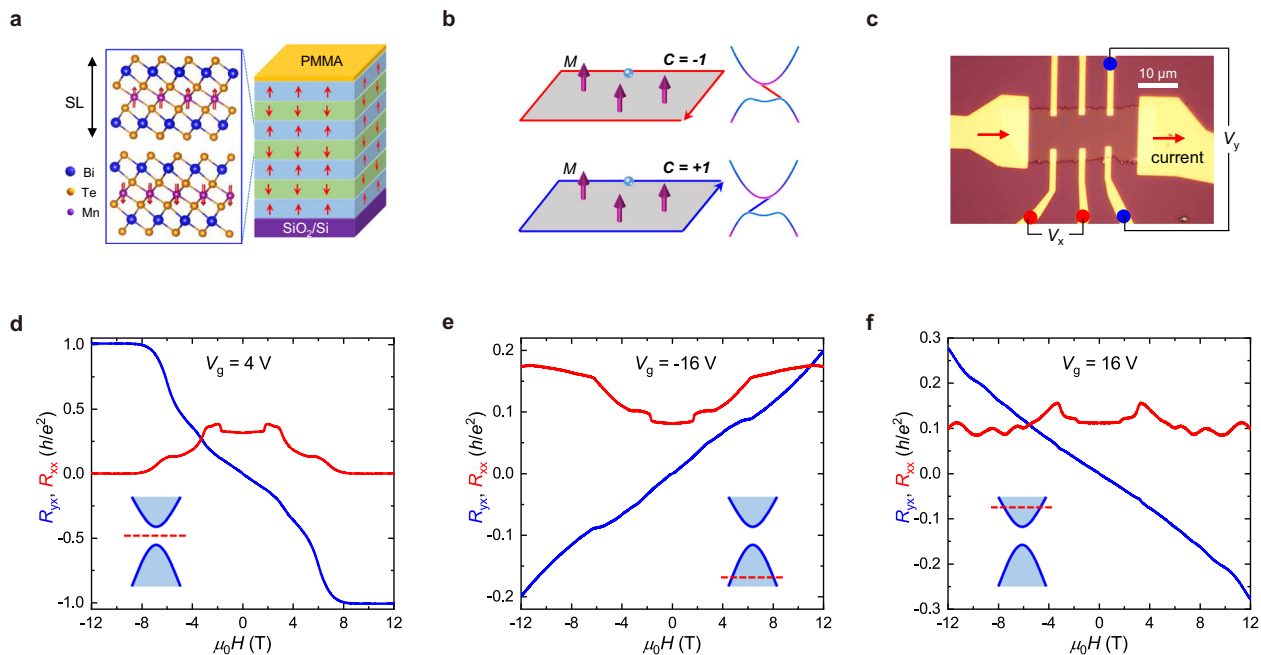 a
SL
Bi
Te
Mn
PMMA
SiO2/Si
b
M
C = -1
M
C = +1
c
10 μm
current
Vy
Vx
d
Ryx, Rxx (h/e²)
1.0
0.5
0.0
-0.5
-1.0
Vg = 4 V
-12 -8 -4 0 4 8 12
μ0H (T)
e
Ryx, Rxx (h/e²)
0.2
0.1
0.0
-0.1
-0.2
Vg = -16 V
-12 -8 -4 0 4 8 12
μ0H (T)
f
Ryx, Rxx (h/e²)
0.3
0.2
0.1
0.0
-0.1
-0.2
-0.3
Vg = 16 V
-12 -8 -4 0 4 8 12
μ0H (T)